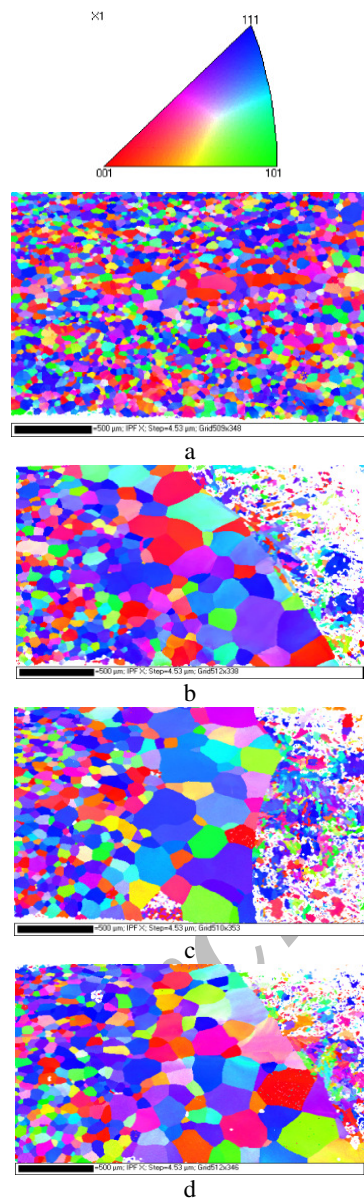 X1
111
001
101
=500 µm; IPF X; Step=4.53 µm; Grid509x348
a
=500 µm; IPF X; Step=4.53 µm; Grid512x338
b
=500 µm; IPF X; Step=4.53 µm; Grid510x353
c
=500 µm; IPF X; Step=4.53 µm; Grid512x346
d